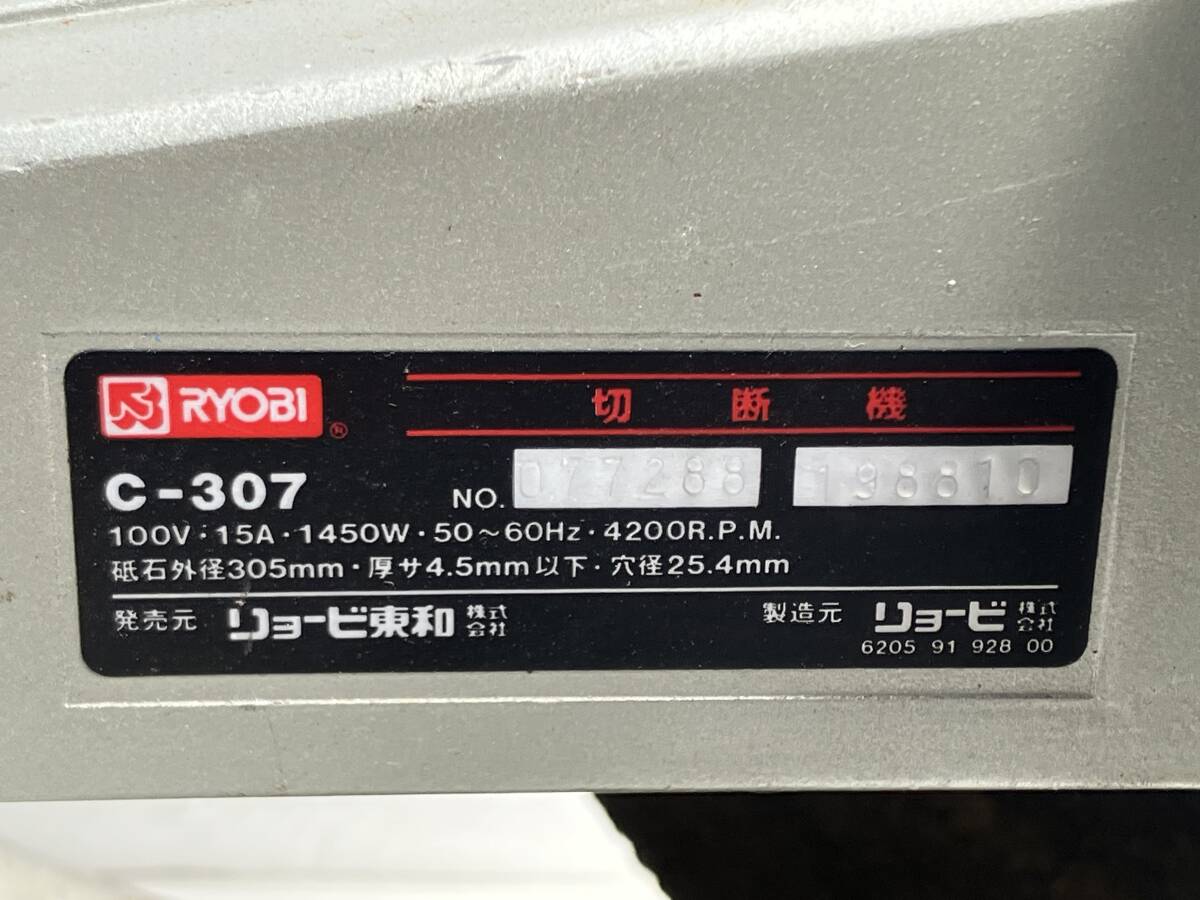 RYOBI ®
切断機
C-307
NO. 077288 198810
100V・15A・1450W・50～60Hz・4200R.P.M.
砥石外径305mm・厚サ4.5mm以下・穴径25.4mm
発売元 リョービ東和株式会社 製造元 リョービ株式会社
6205 91 928 00